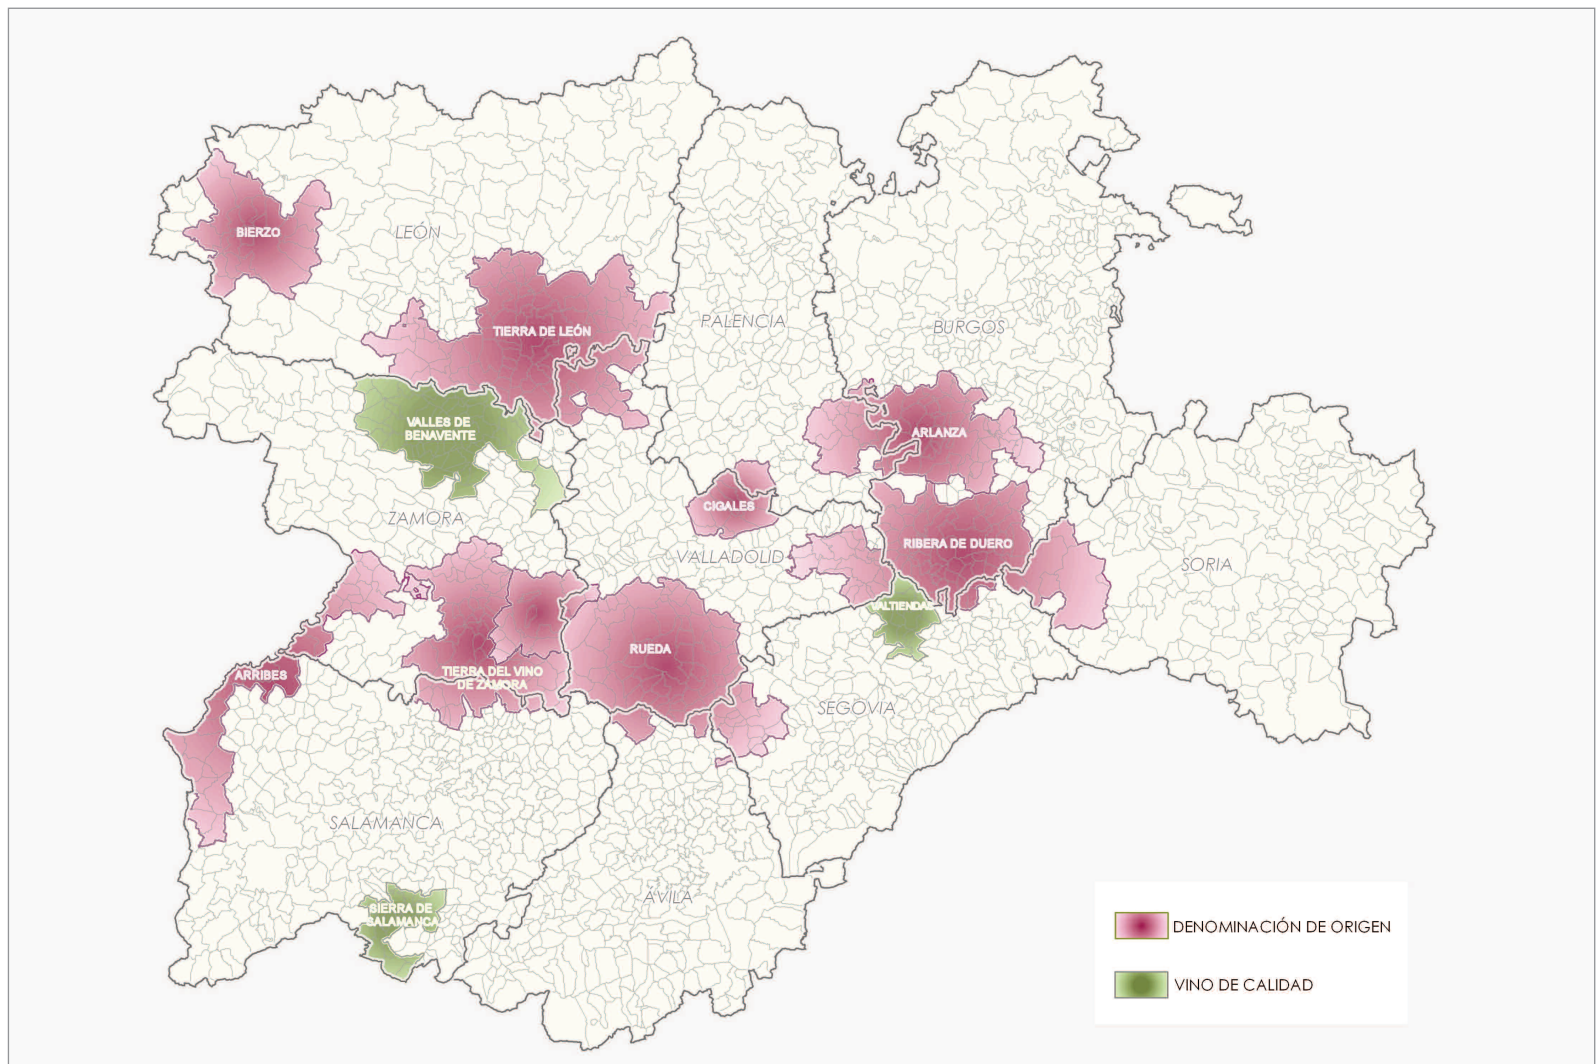 BIERZO
LEÓN
TIERRA DE LEÓN
PALENCIA
BURGOS
VALLES DE
BENAVENTE
ARLANZA
CIGALES
ZAMORA
RIBERA DE DUERO
VALLADOLID
SORIA
VALTIENDAS
RUEDA
ARRIBES
TIERRA DEL VINO
DE ZAMORA
SEGOVIA
SALAMANCA
ÁVILA
SIERRA DE
SALAMANCA
DENOMINACIÓN DE ORIGEN
VINO DE CALIDAD